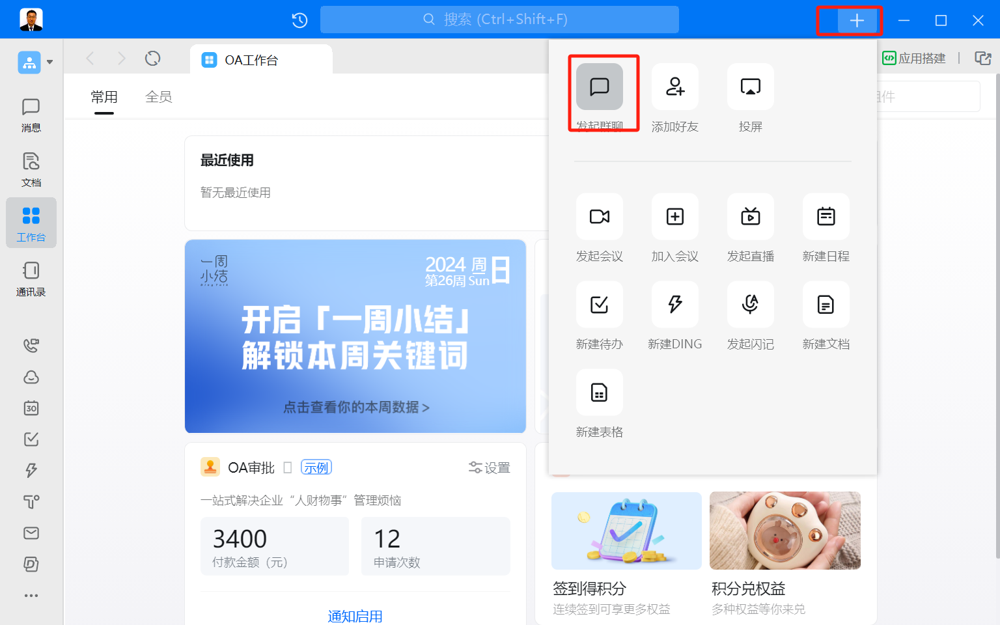 搜索 (Ctrl+Shift+F)
OA工作台
应用搭建
常用
全员
组件
消息
文档
工作台
通讯录
30
发起群聊
添加好友
投屏
发起会议
加入会议
发起直播
新建日程
新建待办
新建DING
发起闪记
新建文档
新建表格
最近使用
暂无最近使用
一周
小结
DingTalk
2024 周日
第26周 Sun
开启「一周小结」
解锁本周关键词
点击查看你的本周数据 >
OA审批
示例
设置
一站式解决企业“人财物事”管理烦恼
3400
付款金额（元）
12
申请次数
通知启用
签到得积分
连续签到可享更多权益
积分兑权益
多种权益等你来兑